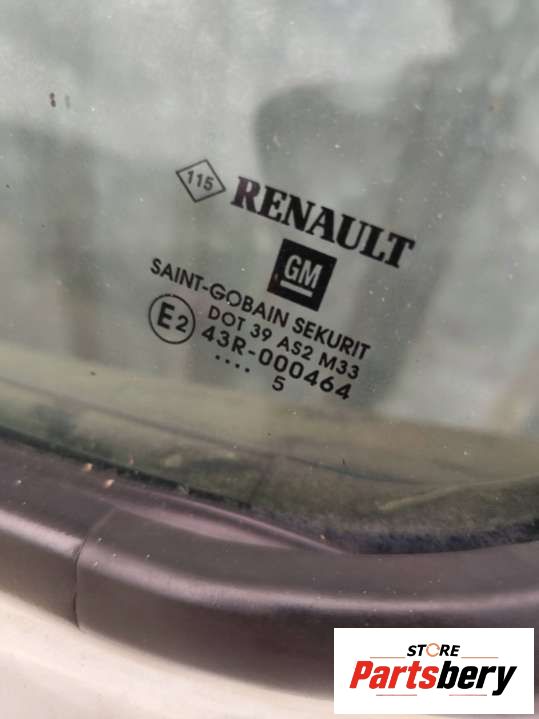 115
RENAULT
GM
SAINT-GOBAIN SEKURIT
DOT 39 AS2 M33
E2 43R-000464
.... 5
STORE
Partsbery